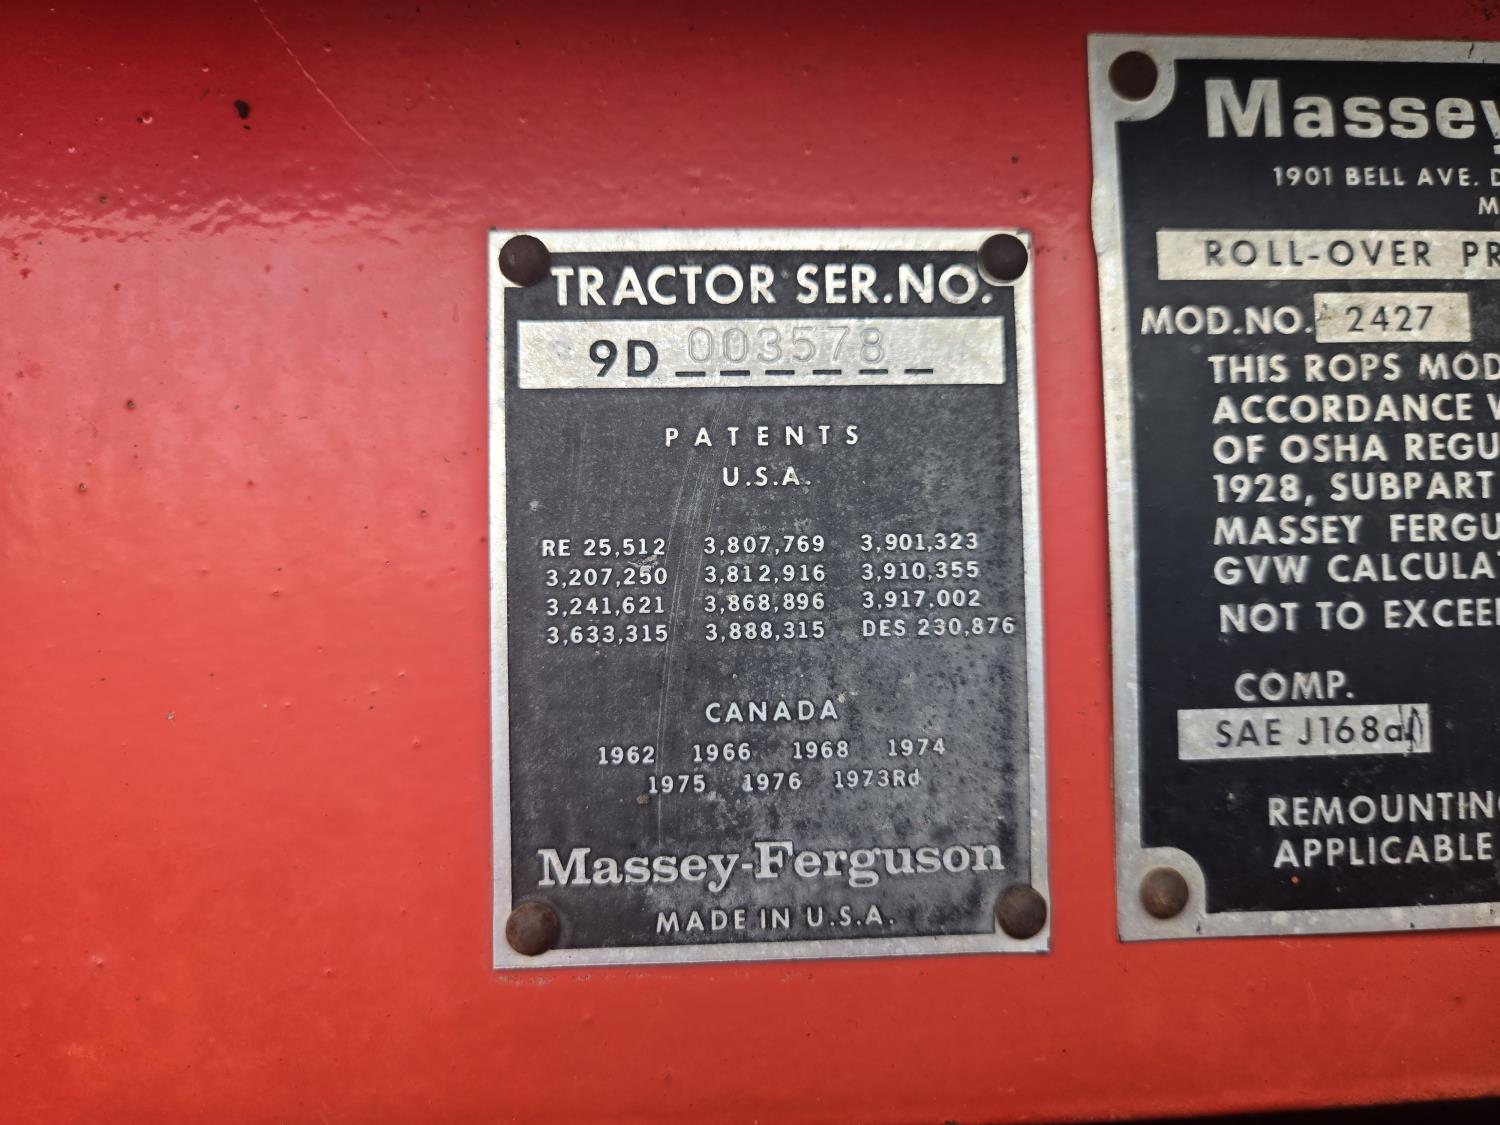 TRACTOR SER.NO.
9D 003578
PATENTS
U.S.A.
RE 25,512 3,807,769 3,901,323
3,207,250 3,812,916 3,910,355
3,241,621 3,868,896 3,917,002
3,633,315 3,888,315 DES 230,876
CANADA
1962 1966 1968 1974
1975 1976 1973Rd
Massey-Ferguson
MADE IN U.S.A.
Massey
1901 BELL AVE. D
M
ROLL-OVER PR
MOD.NO. 2427
THIS ROPS MOD
ACCORDANCE W
OF OSHA REGU
1928, SUBPART
MASSEY FERGU
GVW CALCULAT
NOT TO EXCEED
COMP.
SAE J168a
REMOUNTING
APPLICABLE